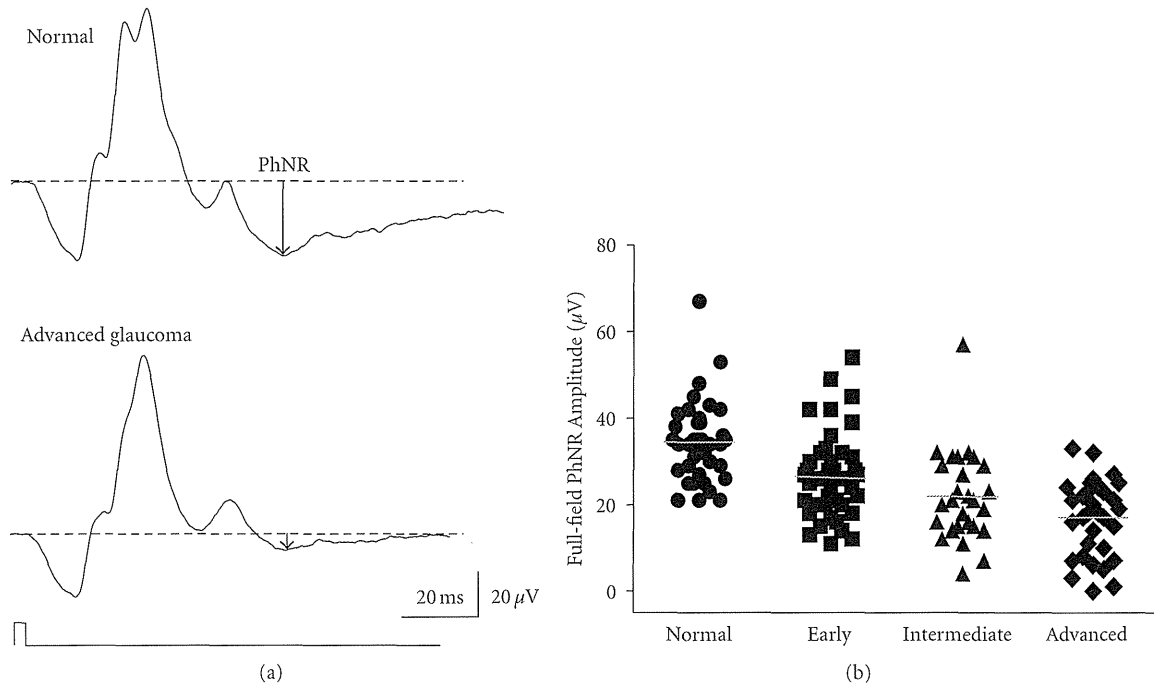 Normal
PhNR
Advanced glaucoma
20 ms
20 μV
(a)
Full-field PhNR Amplitude (μV)
80
60
40
20
0
Normal Early Intermediate Advanced
(b)